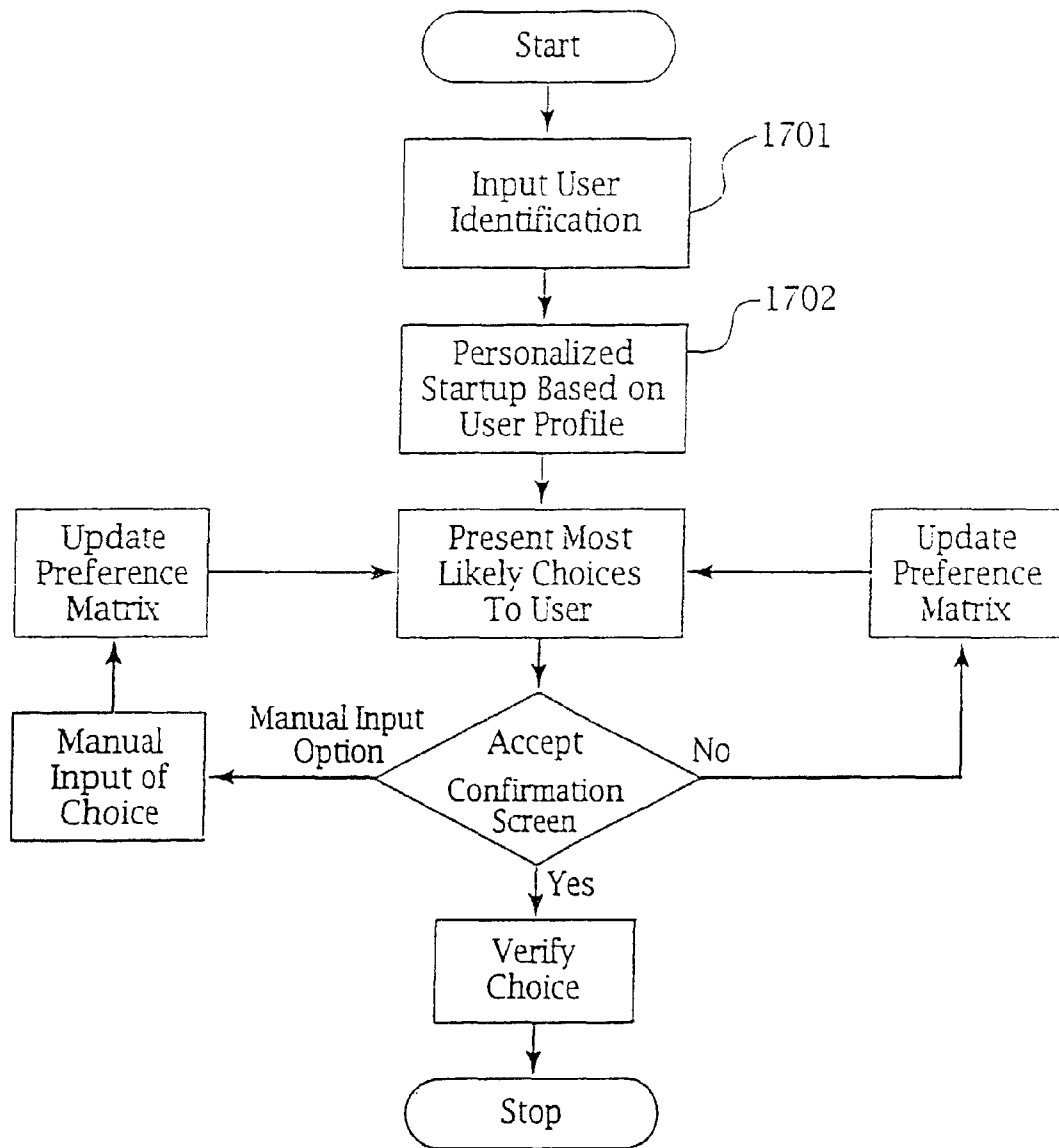 Start
1701
Input User
Identification
1702
Personalized
Startup Based on
User Profile
Update
Preference
Matrix
Present Most
Likely Choices
To User
Update
Preference
Matrix
Manual
Input of
Choice
Manual Input
Option
Accept
Confirmation
Screen
No
Yes
Verify
Choice
Stop